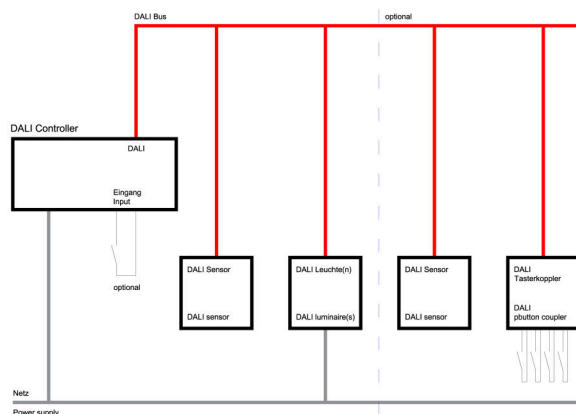 DALI Bus
optional
DALI Controller
DALI
Eingang
Input
optional
DALI Sensor
DALI sensor
DALI Leuchte(n)
DALI luminaire(s)
DALI Sensor
DALI sensor
DALI
Tasterkoppler
DALI
pbutton coupler
Netz
Power supply